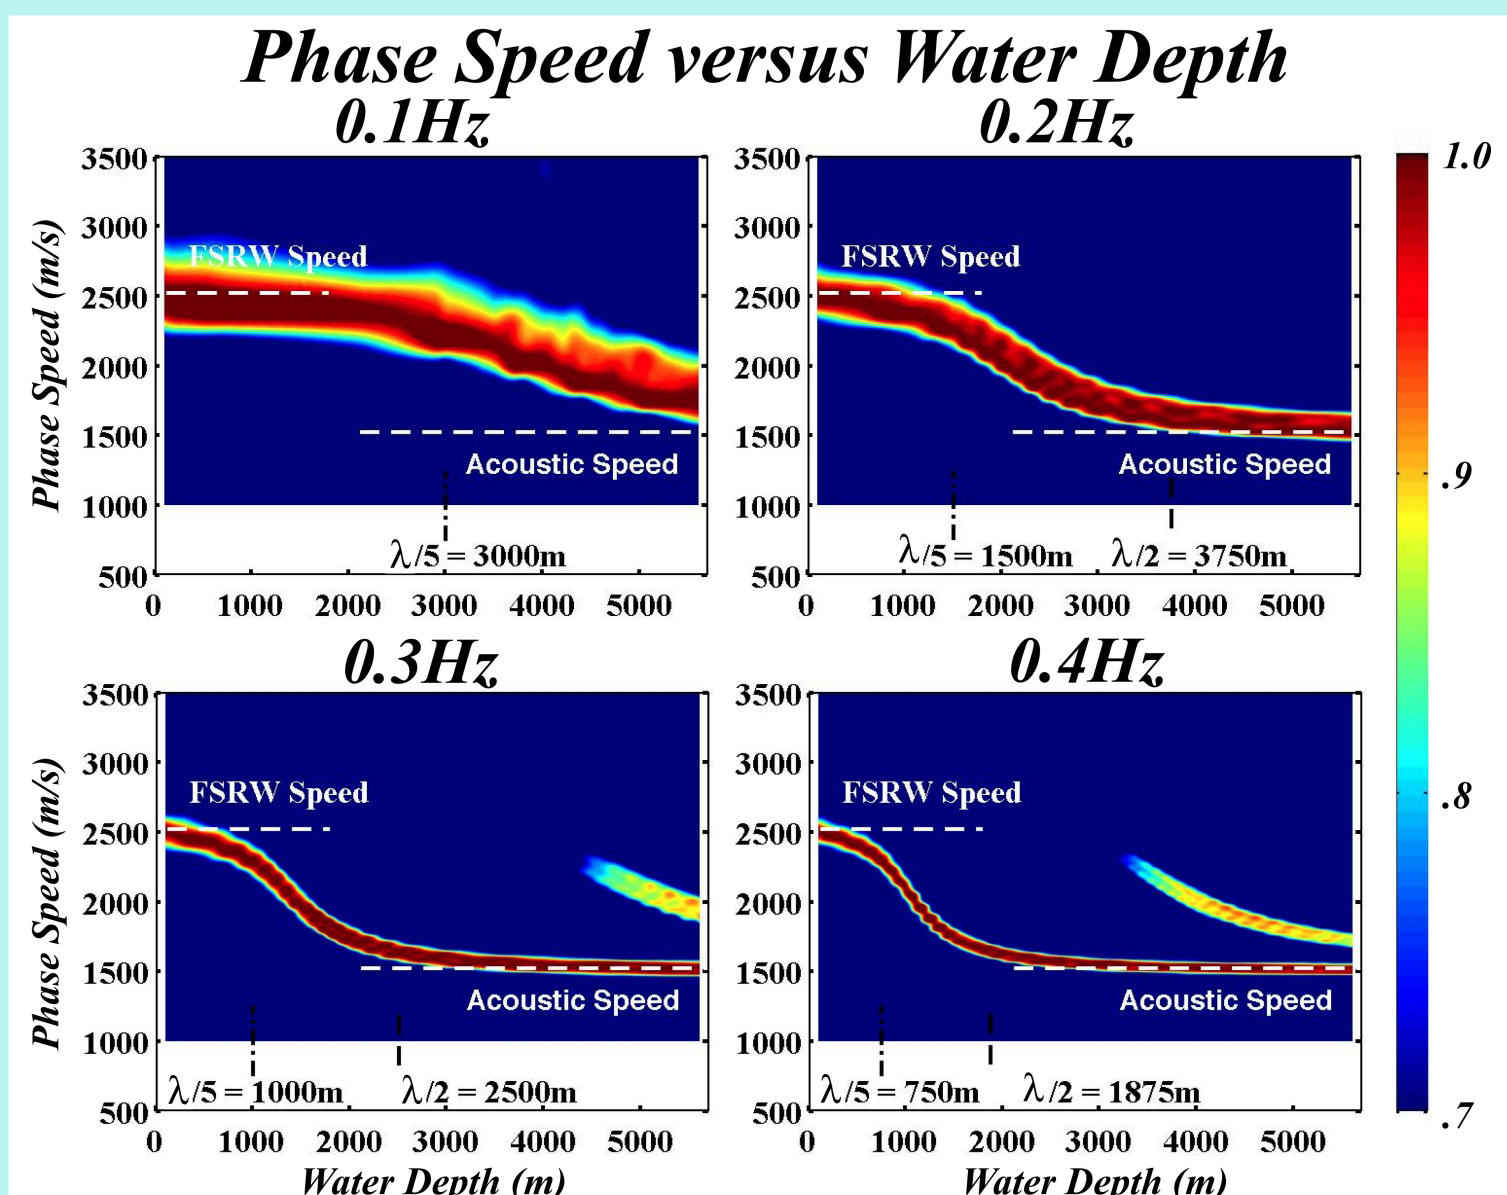 Phase Speed versus Water Depth
0.1Hz
0.2Hz
3500
3000
2500
2000
1500
1000
500
Phase Speed (m/s)
FSRW Speed
Acoustic Speed
λ/5 = 3000m
0 1000 2000 3000 4000 5000
3500
3000
2500
2000
1500
1000
500
FSRW Speed
Acoustic Speed
λ/5 = 1500m λ/2 = 3750m
0 1000 2000 3000 4000 5000
1.0
.9
.8
.7
0.3Hz
0.4Hz
3500
3000
2500
2000
1500
1000
500
Phase Speed (m/s)
FSRW Speed
Acoustic Speed
λ/5 = 1000m λ/2 = 2500m
0 1000 2000 3000 4000 5000
Water Depth (m)
3500
3000
2500
2000
1500
1000
500
FSRW Speed
Acoustic Speed
λ/5 = 750m λ/2 = 1875m
0 1000 2000 3000 4000 5000
Water Depth (m)